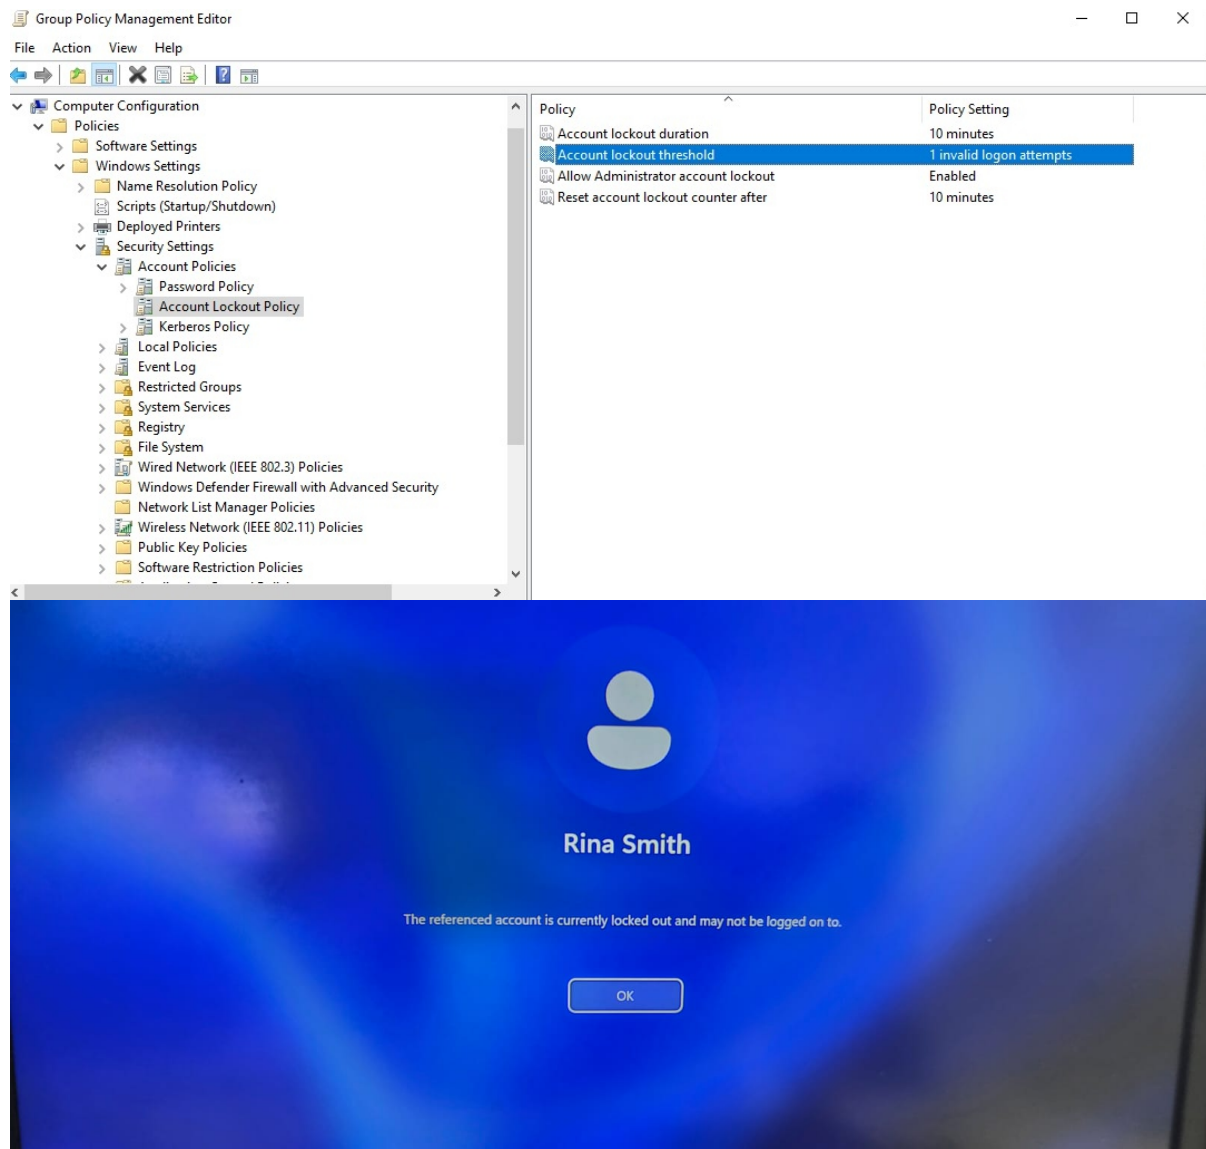 Group Policy Management Editor
File Action View Help
Computer Configuration
Policies
Software Settings
Windows Settings
Name Resolution Policy
Scripts (Startup/Shutdown)
Deployed Printers
Security Settings
Account Policies
Password Policy
Account Lockout Policy
Kerberos Policy
Local Policies
Event Log
Restricted Groups
System Services
Registry
File System
Wired Network (IEEE 802.3) Policies
Windows Defender Firewall with Advanced Security
Network List Manager Policies
Wireless Network (IEEE 802.11) Policies
Public Key Policies
Software Restriction Policies
Policy Policy Setting
Account lockout duration 10 minutes
Account lockout threshold 1 invalid logon attempts
Allow Administrator account lockout Enabled
Reset account lockout counter after 10 minutes
Rina Smith
The referenced account is currently locked out and may not be logged on to.
OK